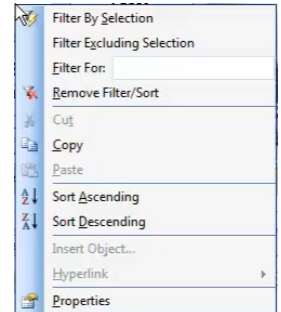 Filter By Selection
Filter Excluding Selection
Filter For:
Remove Filter/Sort
Cut
Copy
Paste
Sort Ascending
Sort Descending
Insert Object...
Hyperlink
Properties